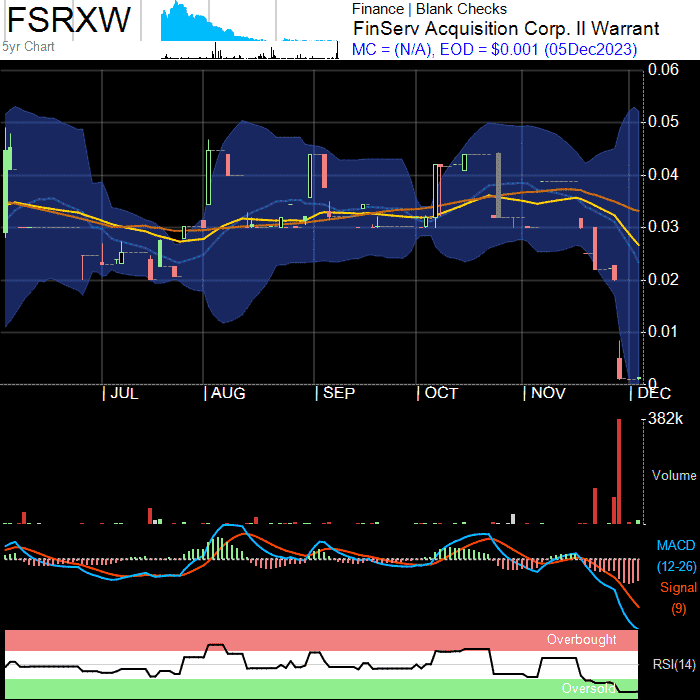 FSRXW
5yr Chart
Finance | Blank Checks
FinServ Acquisition Corp. II Warrant
MC = (N/A), EOD = $0.001 (05Dec2023)
0.06
0.05
0.04
0.03
0.02
0.01
0
JUL
AUG
SEP
OCT
NOV
DEC
382k
Volume
MACD
(12-26)
Signal
(9)
Overbought
RSI(14)
Oversold